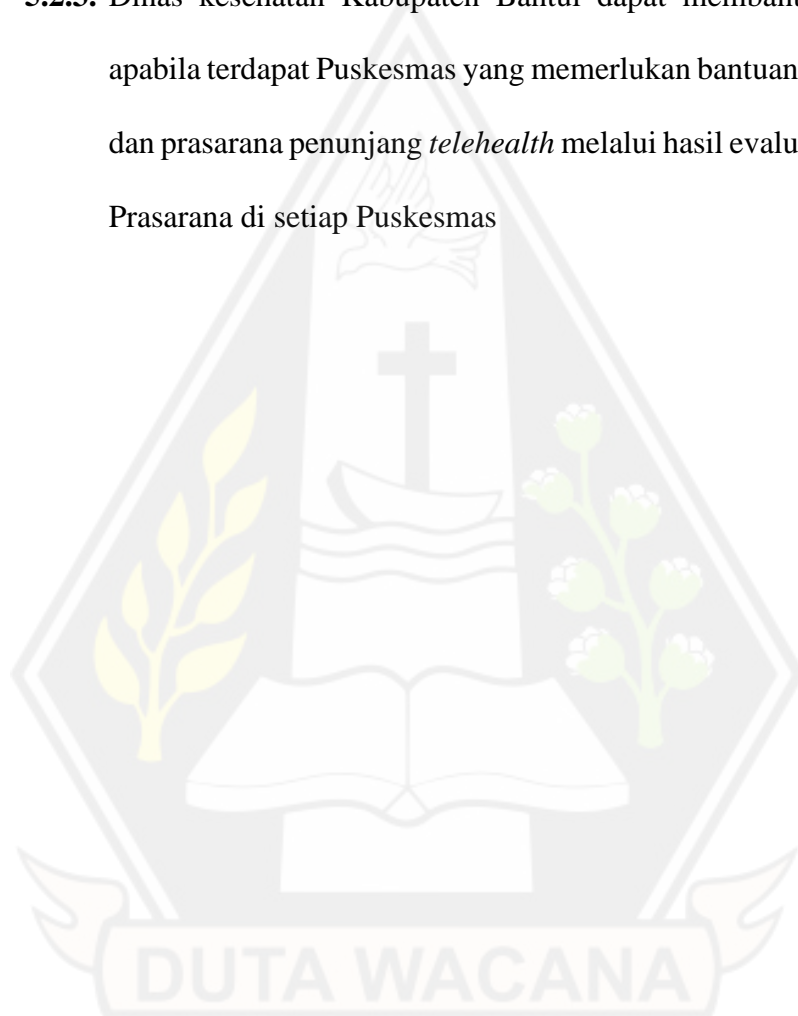 5.2.3. Dinas kesehatan Kabupaten Bantul dapat
apabila terdapat Puskesmas yang memerlukan bantuan
dan prasarana penunjang telehealth melalui hasil
Prasarana di setiap Puskesmas
DUTA WACANA